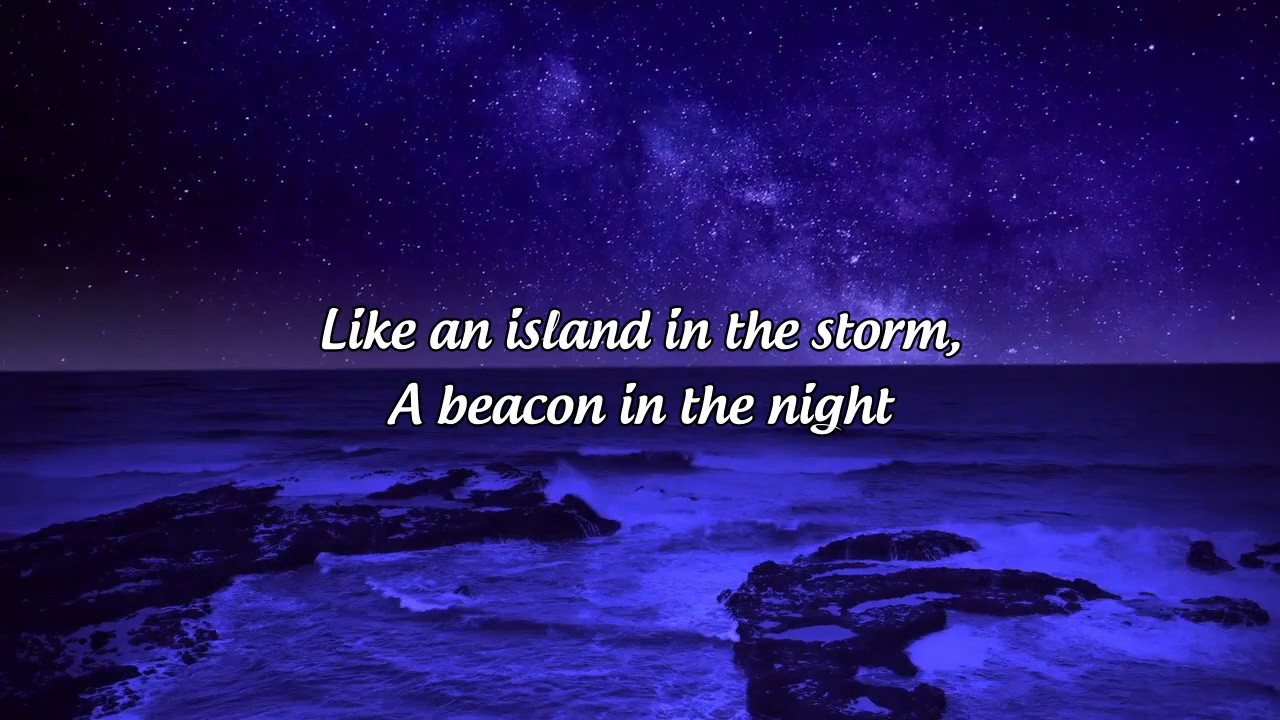 Like an island in the storm,
A beacon in the night